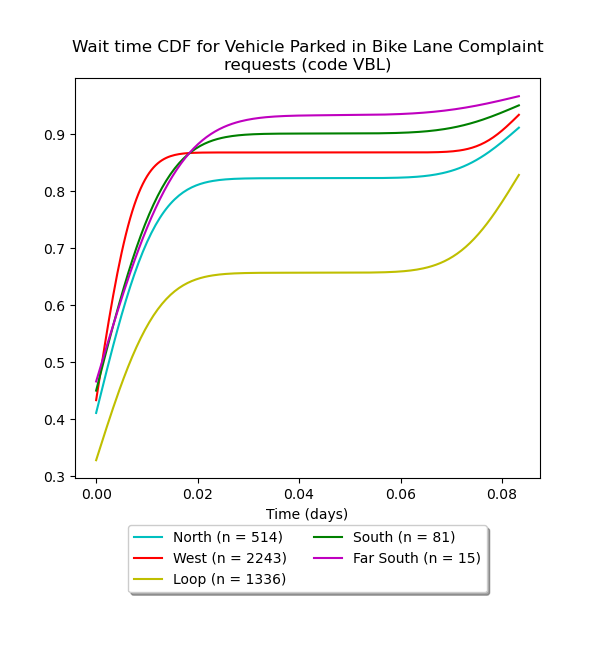 Wait time CDF for Vehicle Parked in Bike Lane Complaint
requests (code VBL)
0.9
0.8
0.7
0.6
0.5
0.4
0.3
0.00 0.02 0.04 0.06 0.08
Time (days)
North (n = 514) South (n = 81)
West (n = 2243) Far South (n = 15)
Loop (n = 1336)